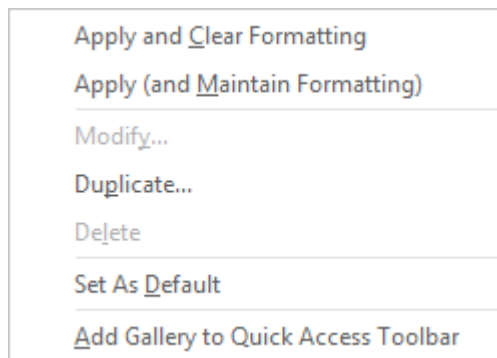 Apply and Clear Formatting
Apply (and Maintain Formatting)
Modify...
Duplicate...
Delete
Set As Default
Add Gallery to Quick Access Toolbar